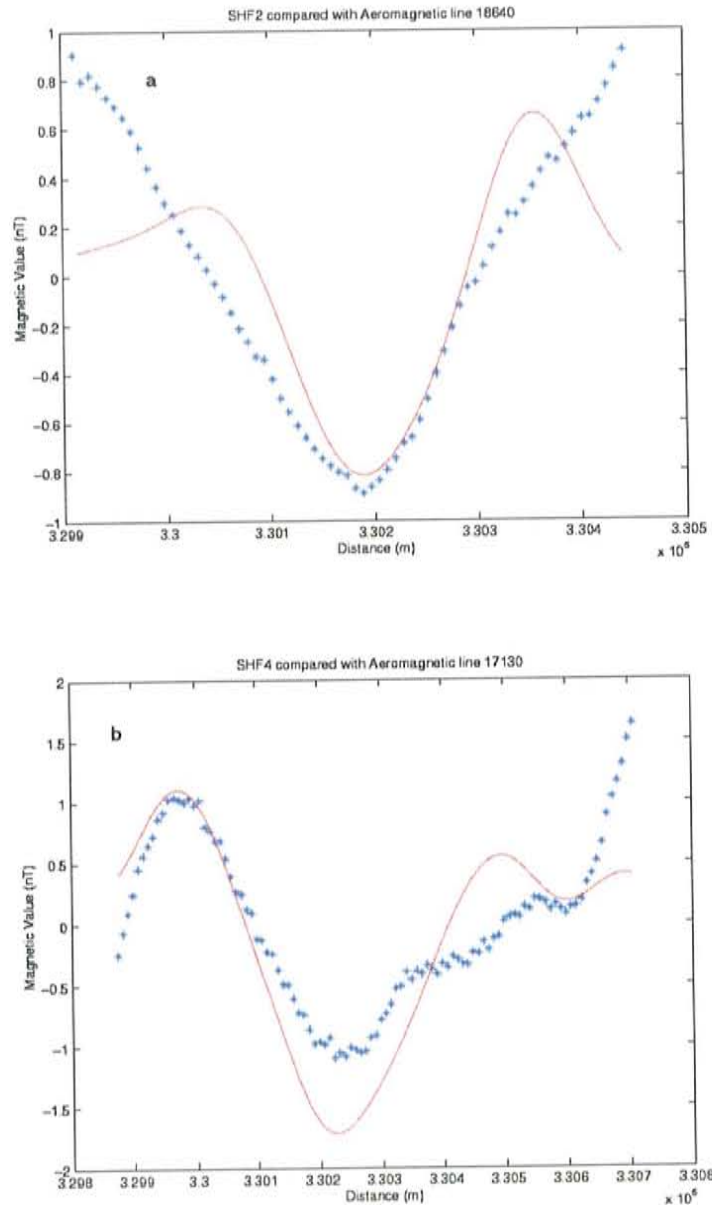 SHF2 compared with Aeromagnetic line 18640
a
1
0.8
0.6
0.4
0.2
0
−0.2
−0.4
−0.6
−0.8
−1
Magnetic Value (nT)
3.299 3.3 3.301 3.302 3.303 3.304 3.305
Distance (m)
x 10⁶
SHF4 compared with Aeromagnetic line 17130
b
2
1.5
1
0.5
0
−0.5
−1
−1.5
−2
Magnetic Value (nT)
3.298 3.299 3.3 3.301 3.302 3.303 3.304 3.305 3.306 3.307 3.308
Distance (m)
x 10⁶